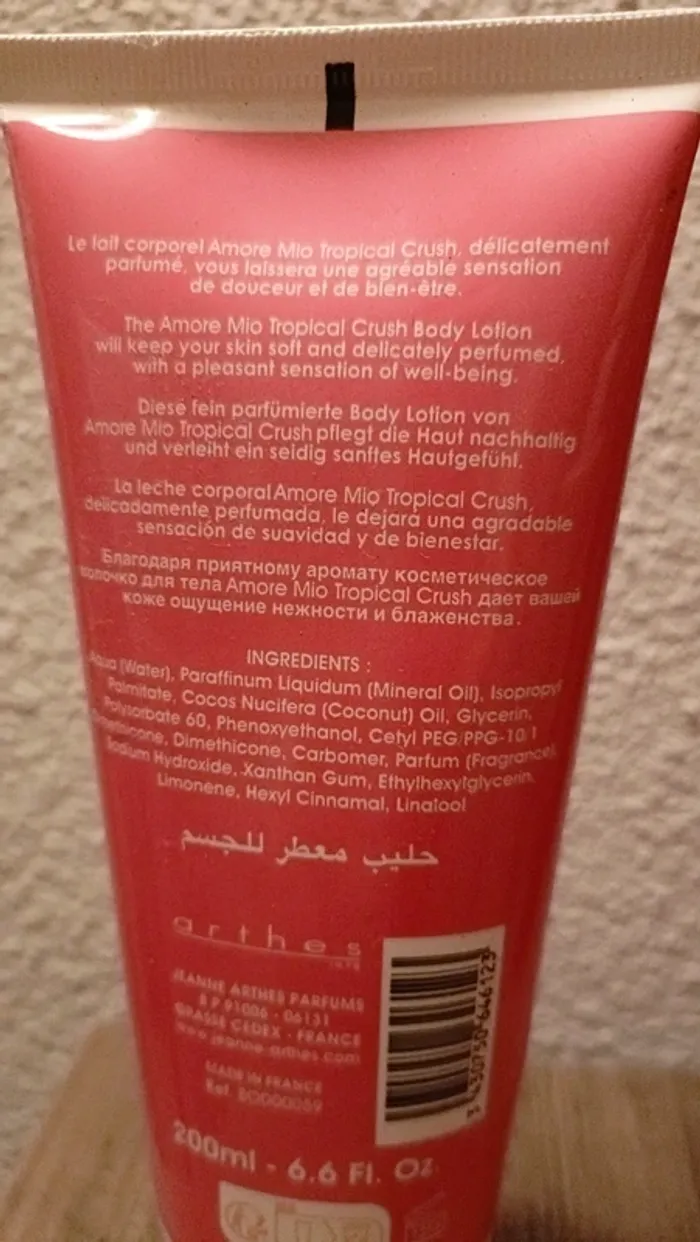 Le lait corporel Amore Mio Tropical Crush, délicatement
parfumé, vous laissera une agréable sensation
de douceur et de bien-être.
The Amore Mio Tropical Crush Body Lotion
will keep your skin soft and delicately perfumed,
with a pleasant sensation of well-being.
Diese fein parfümierte Body Lotion von
Amore Mio Tropical Crush pflegt die Haut nachhaltig
und verleiht ein seidig sanftes Hautgefühl.
La leche corporal Amore Mio Tropical Crush,
delicadamente perfumada, le dejará una agradable
sensación de suavidad y de bienestar.
Благодаря приятному аромату косметическое
молочко для тела Amore Mio Tropical Crush дает вашей
коже ощущение нежности и блаженства.
INGREDIENTS :
Aqua (Water), Paraffinum Liquidum (Mineral Oil), Isopropyl
Palmitate, Cocos Nucifera (Coconut) Oil, Glycerin,
Polysorbate 60, Phenoxyethanol, Cetyl PEG/PPG-10/1
Dimethicone, Dimethicone, Carbomer, Parfum (Fragrance),
Sodium Hydroxide, Xanthan Gum, Ethylhexylglycerin,
Limonene, Hexyl Cinnamal, Linalool
حليب معطر للجسم
arthes
JEANNE ARTHES PARFUMS
B P 91006 - 06131
GRASSE CEDEX - FRANCE
www.jeanne-arthes.com
MADE IN FRANCE
Ref.
3 430750 646123
200ml - 6.6 Fl. Oz.